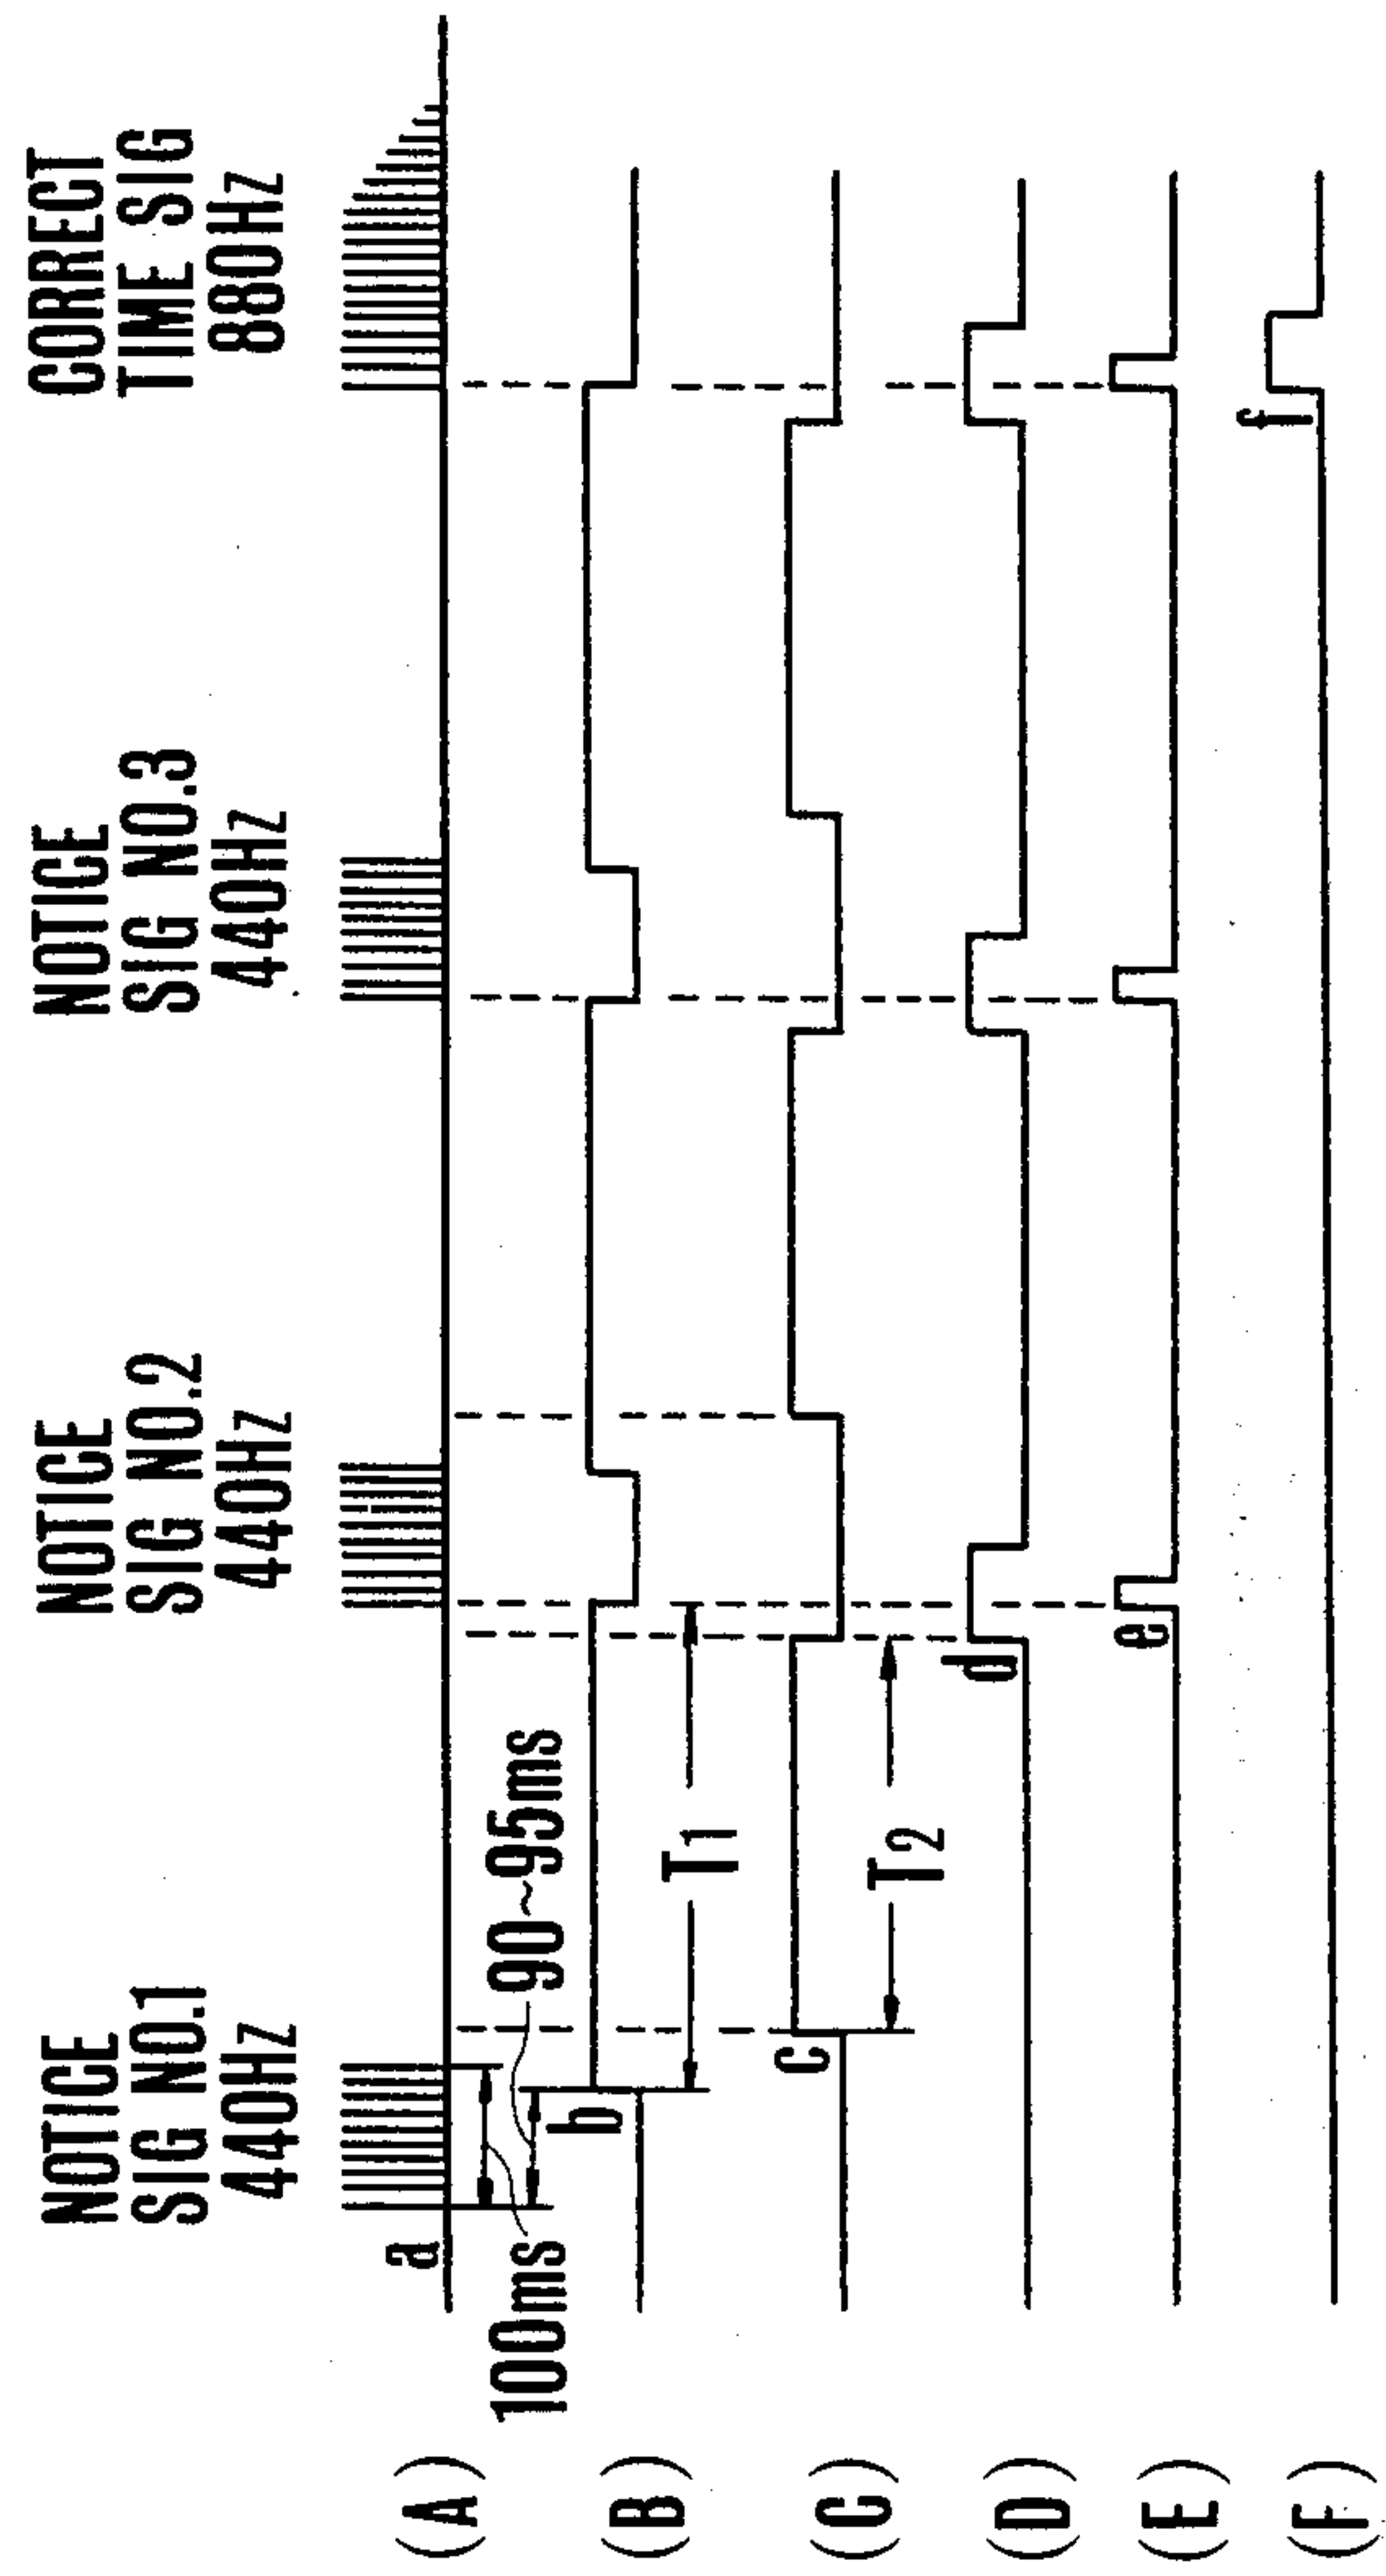 NOTICE
SIG NO.1
440Hz
NOTICE
SIG NO.2
440Hz
NOTICE
SIG NO.3
440Hz
CORRECT
TIME SIG
880Hz
(A)
a
100ms
90~95ms
(B)
b
T1
(C)
c
T2
(D)
d
(E)
e
(F)
f